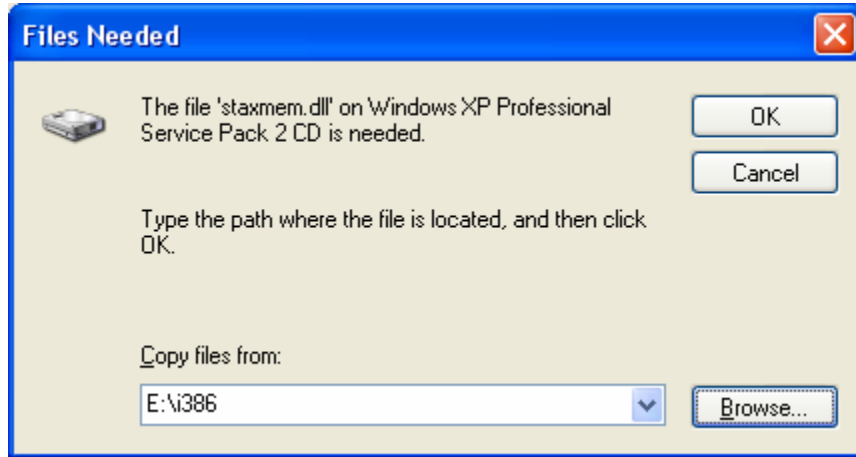 Files Needed
The file 'staxmem.dll' on Windows XP Professional
Service Pack 2 CD is needed.
OK
Cancel
Type the path where the file is located, and then click
OK.
Copy files from:
E:\i386
Browse...